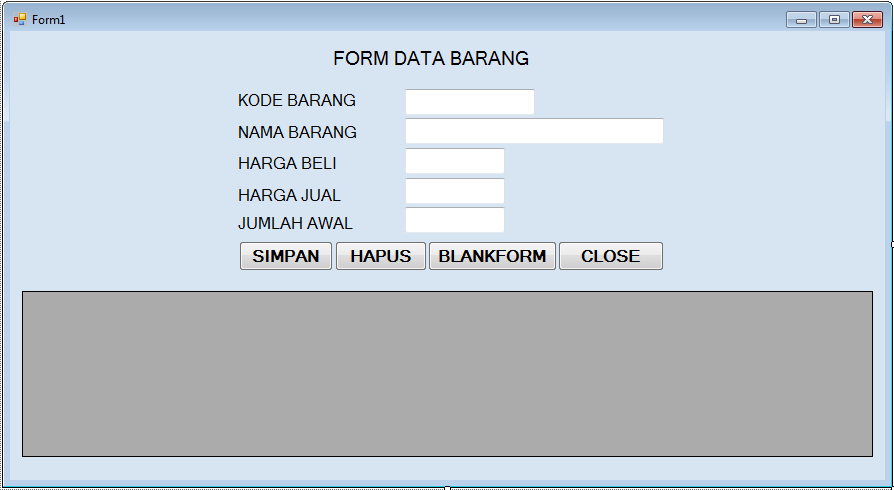 Form1
FORM DATA BARANG
KODE BARANG
NAMA BARANG
HARGA BELI
HARGA JUAL
JUMLAH AWAL
SIMPAN HAPUS BLANKFORM CLOSE